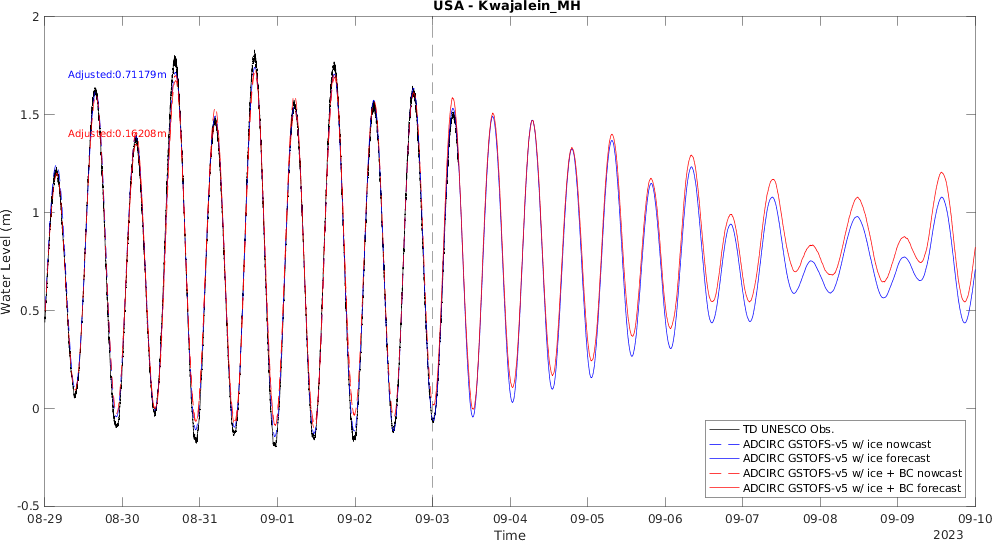 USA - Kwajalein_MH
Water Level (m)
2
1.5
1
0.5
0
-0.5
Adjusted:0.71179m
Adjusted:0.16208m
TD UNESCO Obs.
ADCIRC GSTOFS-v5 w/ ice nowcast
ADCIRC GSTOFS-v5 w/ ice forecast
ADCIRC GSTOFS-v5 w/ ice + BC nowcast
ADCIRC GSTOFS-v5 w/ ice + BC forecast
08-29 08-30 08-31 09-01 09-02 09-03 09-04 09-05 09-06 09-07 09-08 09-09 09-10
Time
2023